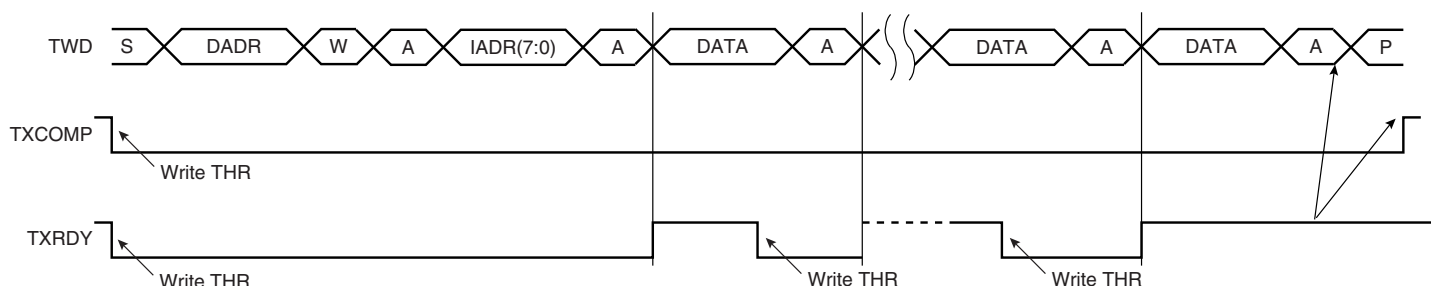 TWD S DADR W A IADR(7:0) A DATA A DATA A DATA A P
TXCOMP
Write THR
TXRDY
Write THR Write THR Write THR